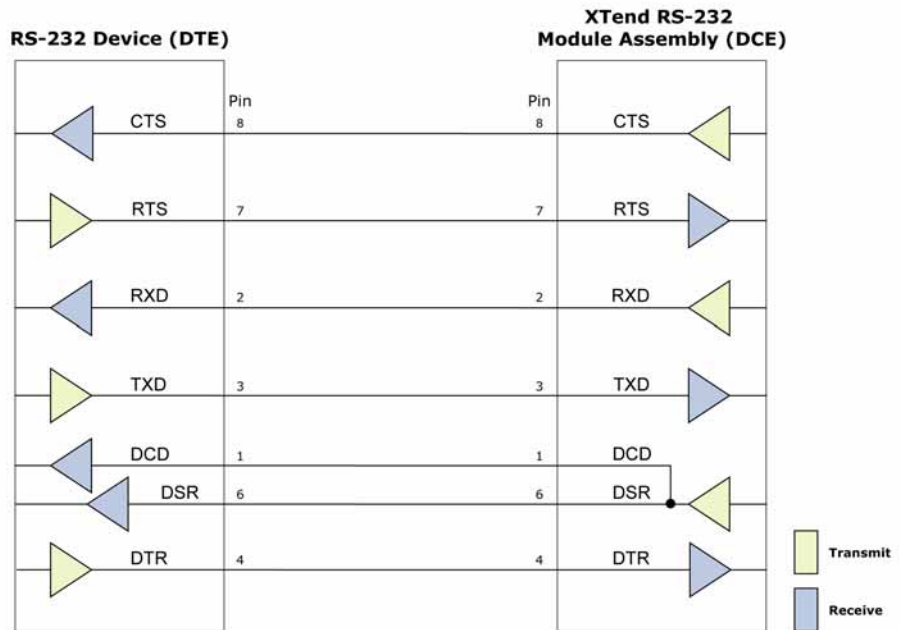 XTend RS-232
RS-232 Device (DTE) Module Assembly (DCE)
Pin Pin
CTS 8 8 CTS
RTS 7 7 RTS
RXD 2 2 RXD
TXD 3 3 TXD
DCD 1 1 DCD
DSR 6 6 DSR
DTR 4 4 DTR
Transmit
Receive